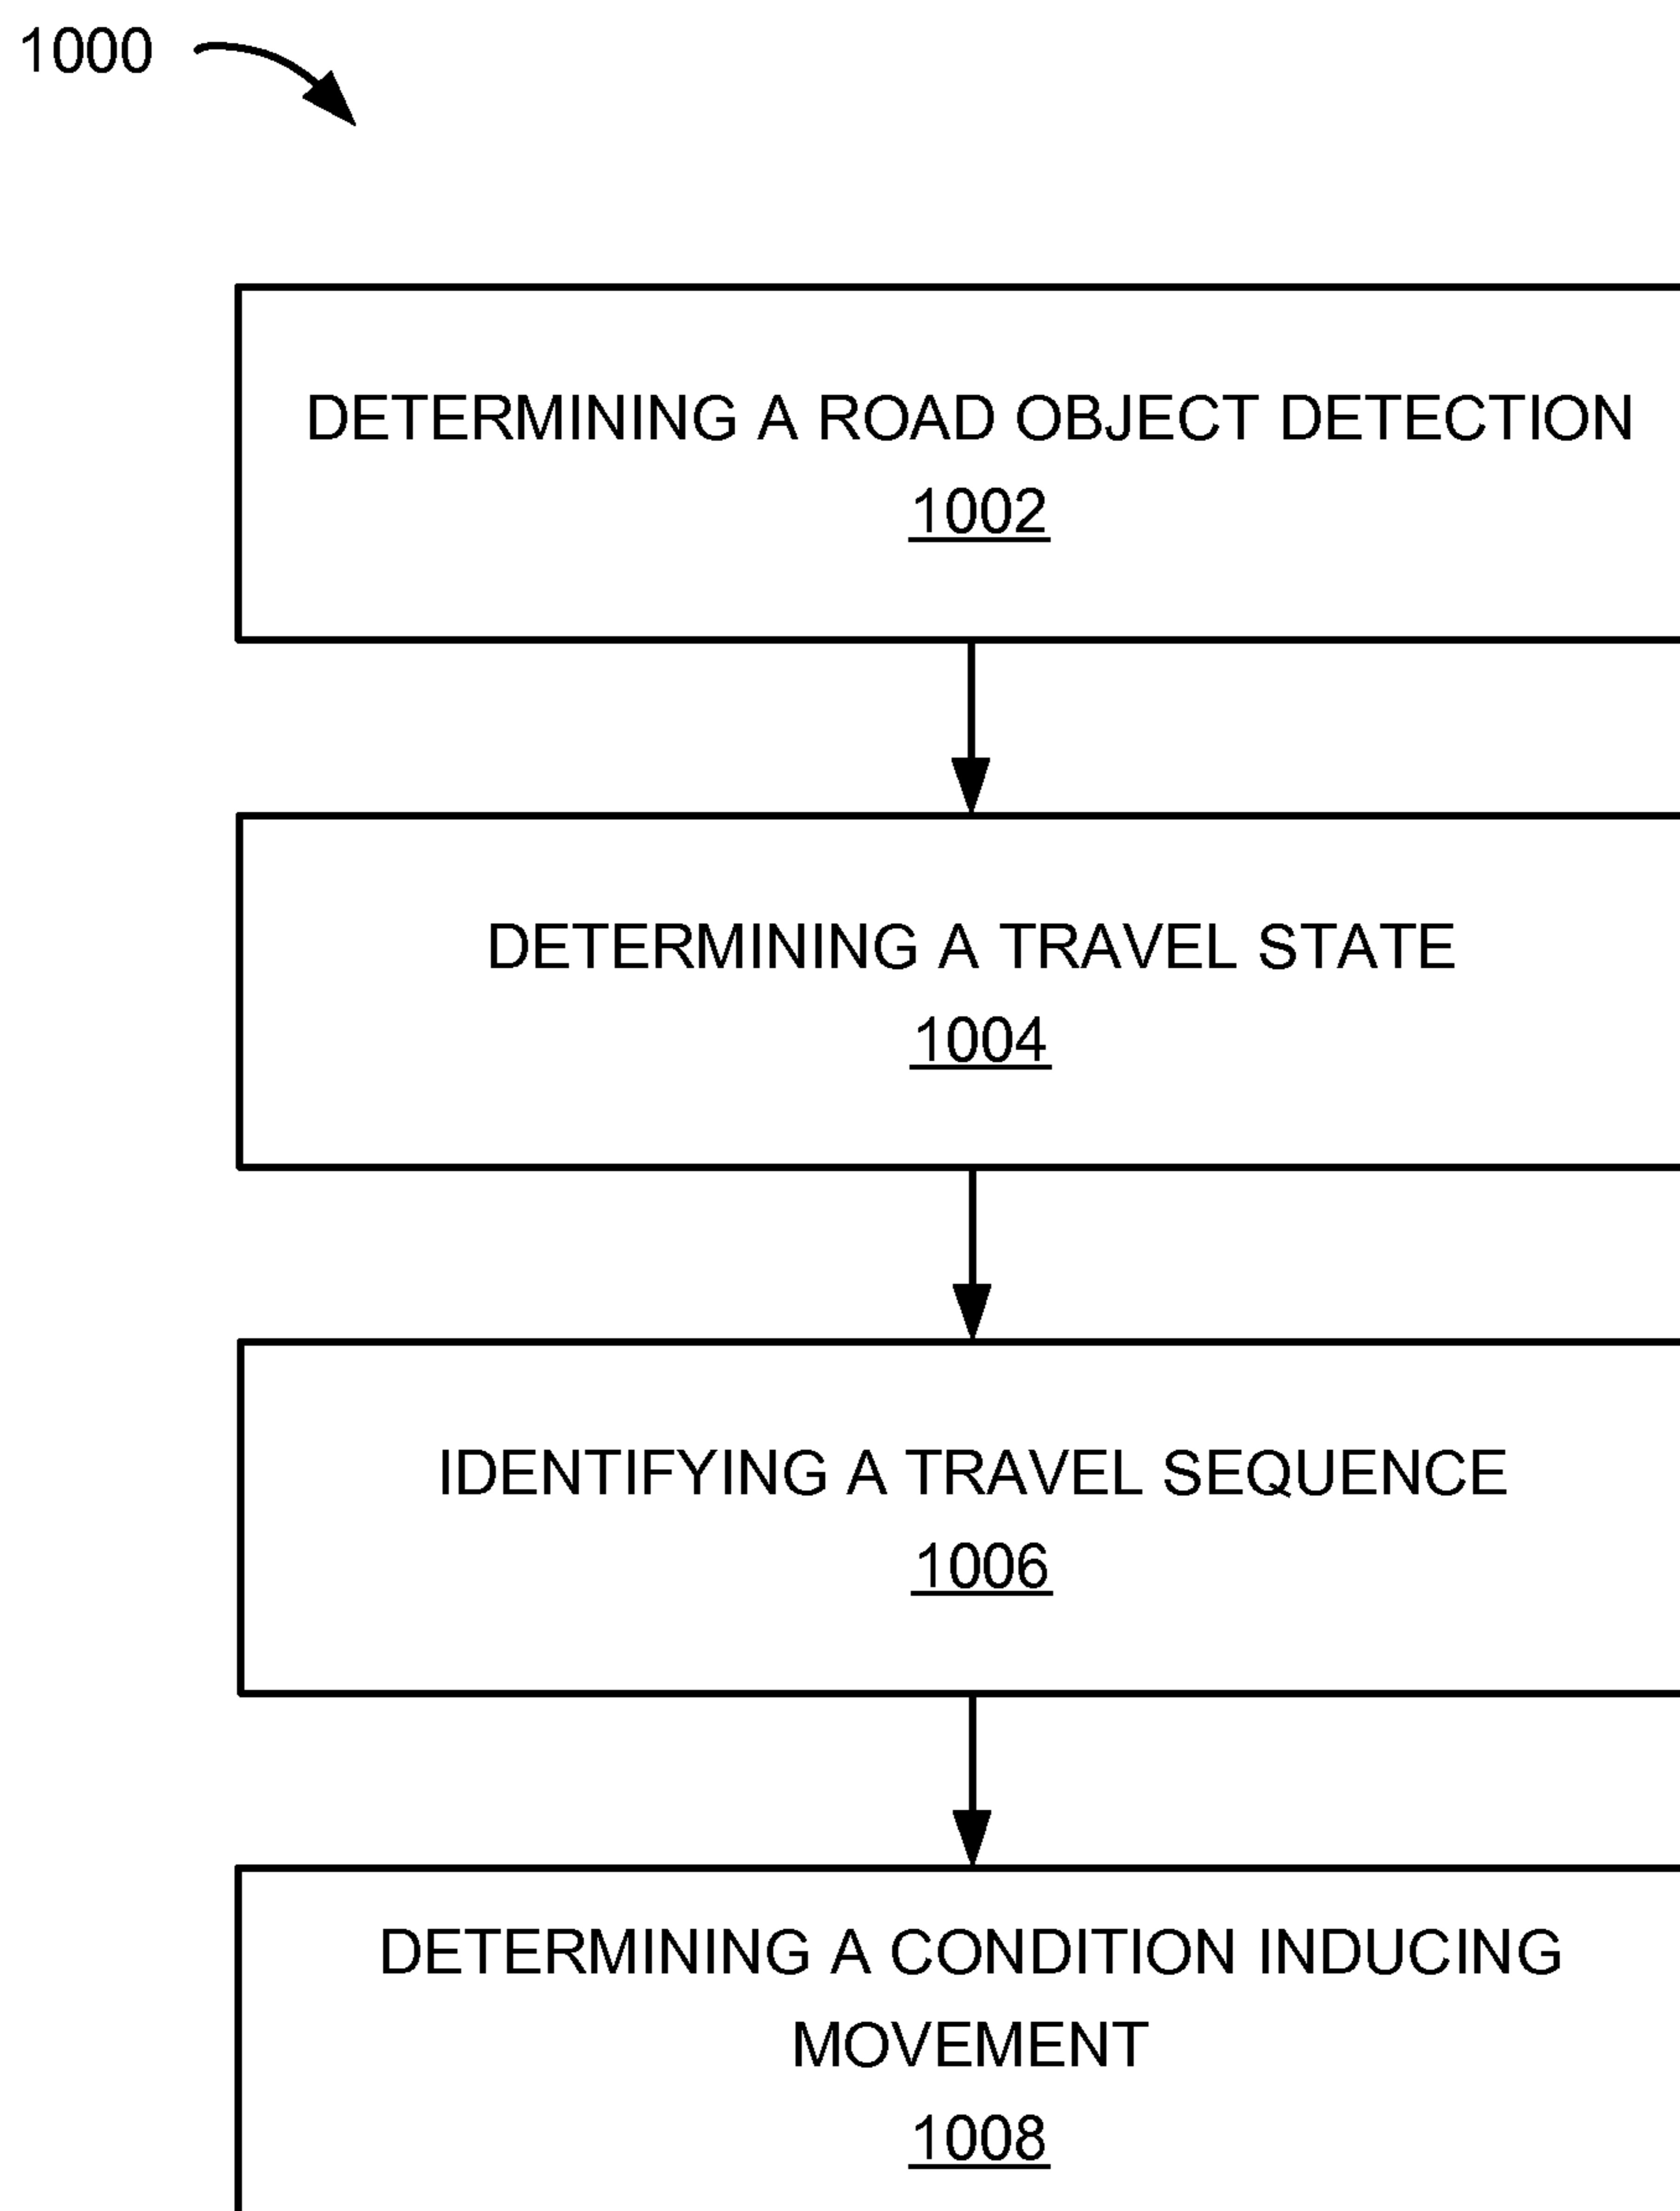 1000
DETERMINING A ROAD OBJECT DETECTION
1002
DETERMINING A TRAVEL STATE
1004
IDENTIFYING A TRAVEL SEQUENCE
1006
DETERMINING A CONDITION INDUCING
MOVEMENT
1008